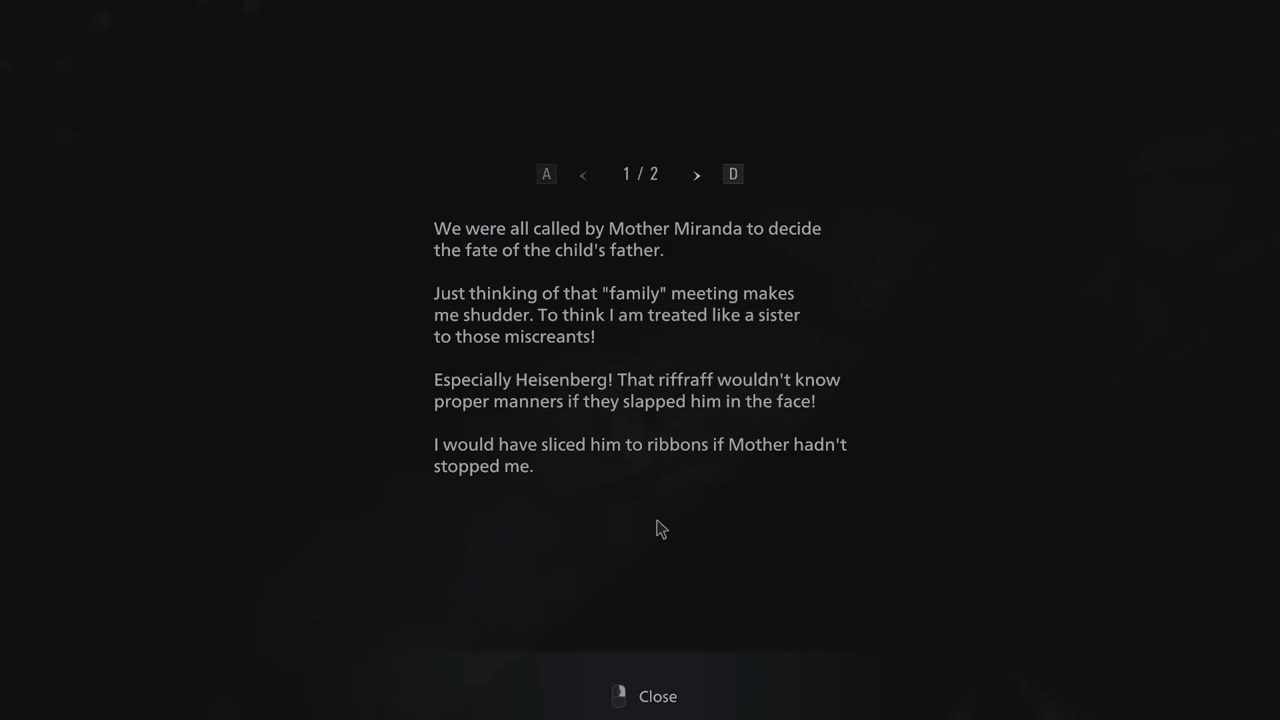 A < 1 / 2 > D
We were all called by Mother Miranda to decide
the fate of the child's father.
Just thinking of that "family" meeting makes
me shudder. To think I am treated like a sister
to those miscreants!
Especially Heisenberg! That riffraff wouldn't know
proper manners if they slapped him in the face!
I would have sliced him to ribbons if Mother hadn't
stopped me.
Close